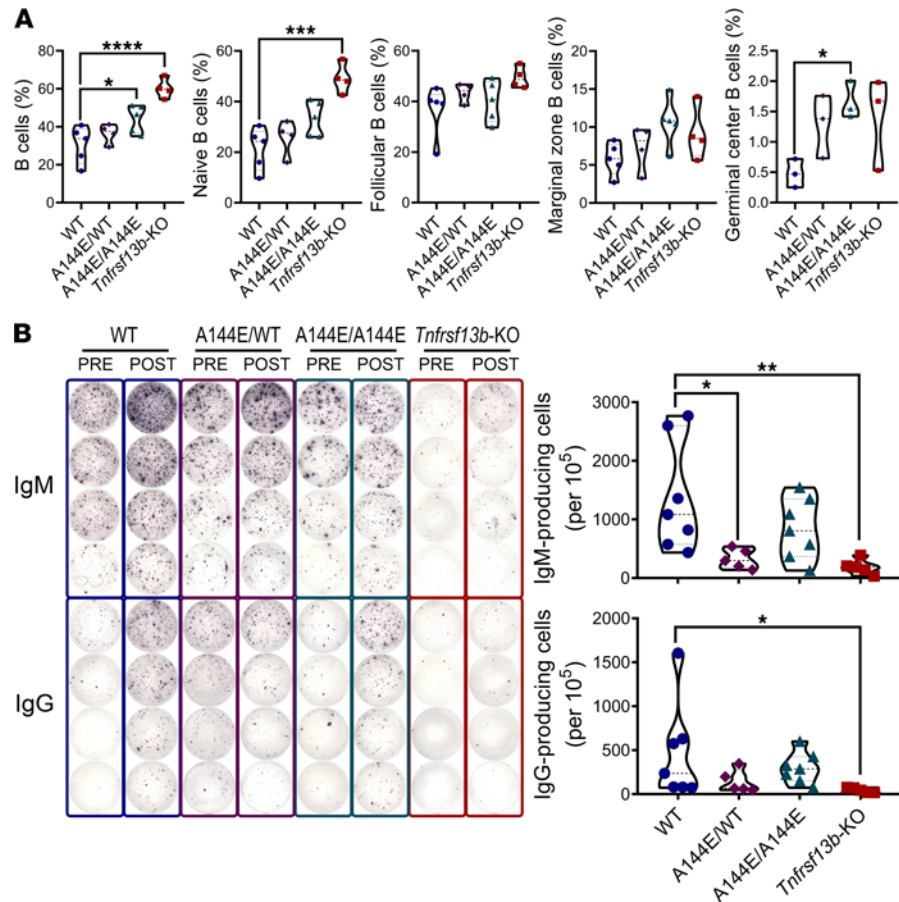 A
B cells (%)
80
60
40
20
0
****
*
WT
A144E/WT
A144E/A144E
Tnfrsf13b-KO
Naive B cells (%)
60
40
20
0
***
WT
A144E/WT
A144E/A144E
Tnfrsf13b-KO
Follicular B cells (%)
60
40
20
0
WT
A144E/WT
A144E/A144E
Tnfrsf13b-KO
Marginal zone B cells (%)
20
15
10
5
0
WT
A144E/WT
A144E/A144E
Tnfrsf13b-KO
Germinal center B cells (%)
2.5
2.0
1.5
1.0
0.5
0.0
*
WT
A144E/WT
A144E/A144E
Tnfrsf13b-KO
B
WT A144E/WT A144E/A144E Tnfrsf13b-KO
PRE POST PRE POST PRE POST PRE POST
IgM
IgG
IgM-producing cells
(per 10⁵)
3000
2000
1000
0
*
**
IgG-producing cells
(per 10⁵)
2000
1500
1000
500
0
*
WT
A144E/WT
A144E/A144E
Tnfrsf13b-KO